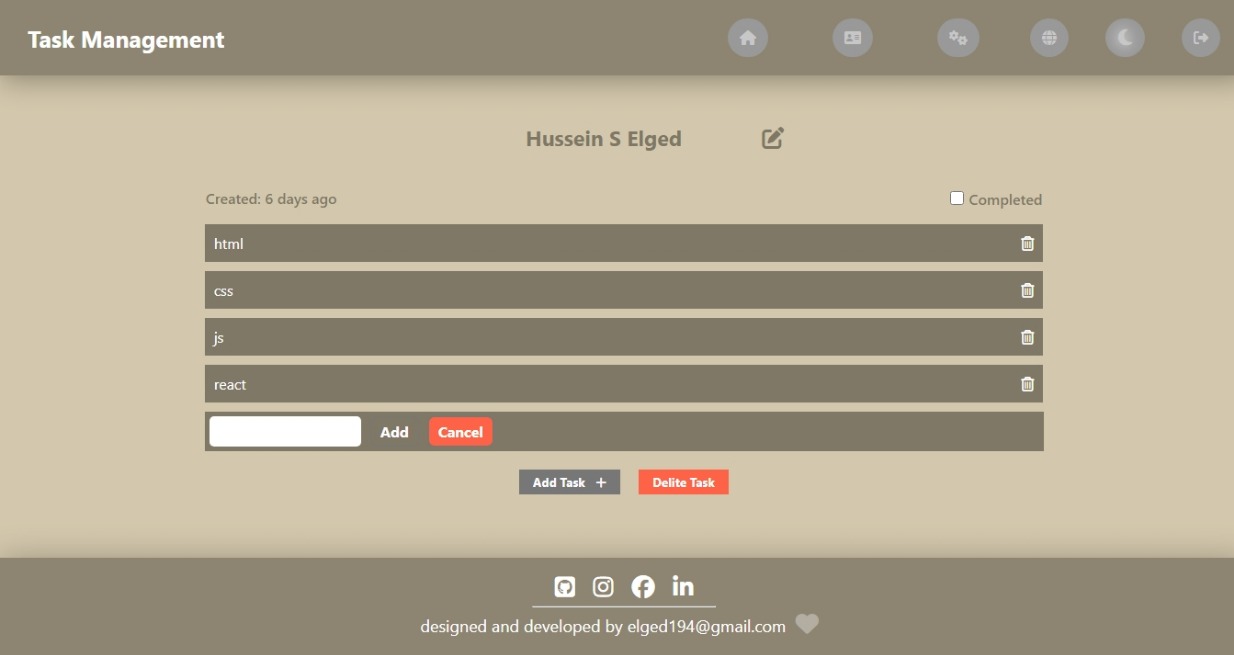 Task Management
Hussein S Elged
Created: 6 days ago
Completed
html
css
js
react
Add Cancel
Add Task + Delite Task
designed and developed by elged194@gmail.com